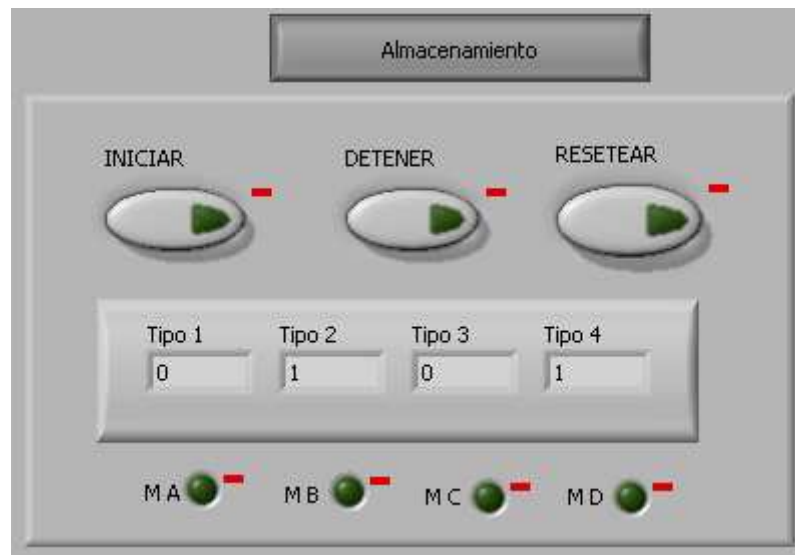 Almacenamiento
INICIAR DETENER RESETEAR
Tipo 1 Tipo 2 Tipo 3 Tipo 4
0 1 0 1
M A M B M C M D